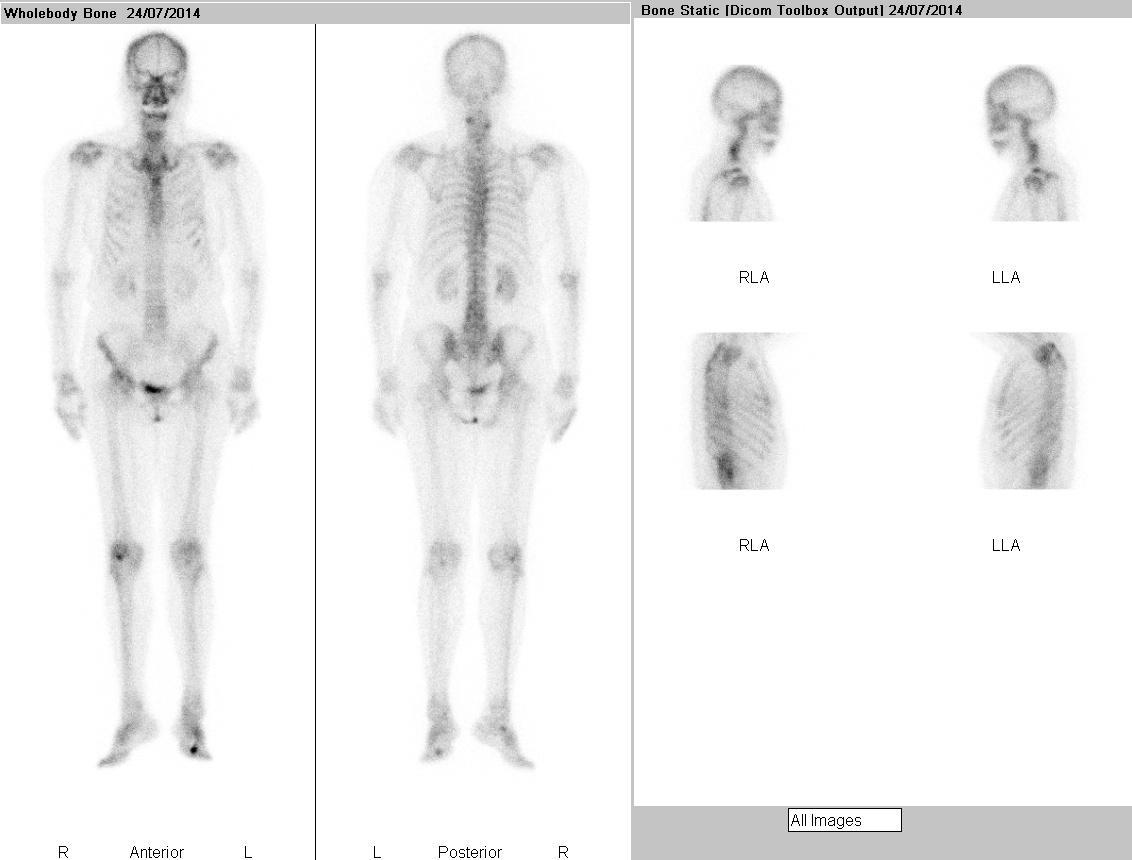 Wholebody Bone 24/07/2014
Bone Static [Dicom Toolbox Output] 24/07/2014
RLA LLA
RLA LLA
All Images
R Anterior L L Posterior R